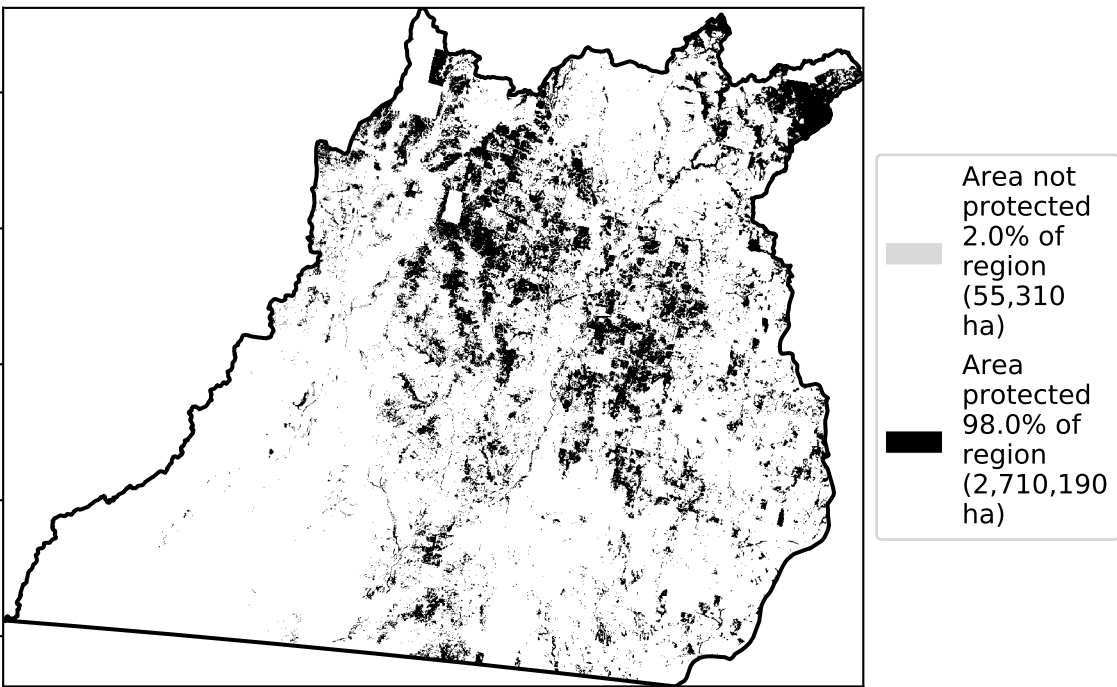 Area not
protected
2.0% of
region
(55,310
ha)
Area
protected
98.0% of
region
(2,710,190
ha)